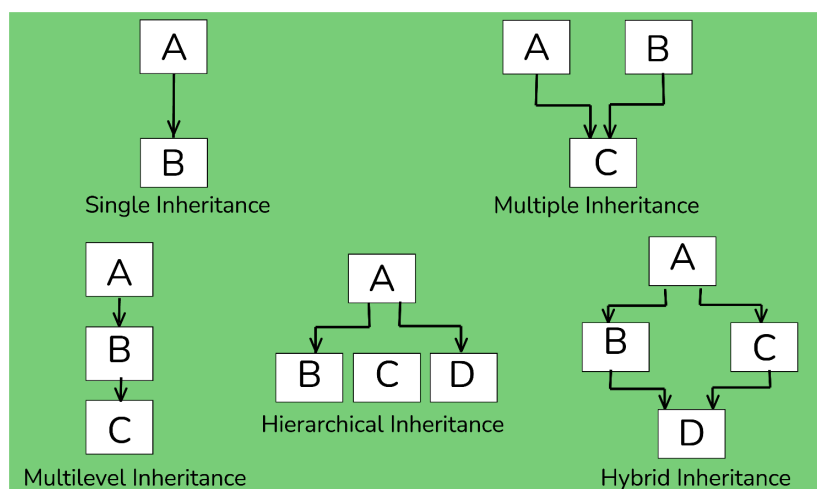 A
B
Single Inheritance
A B
C
Multiple Inheritance
A
B
C
Multilevel Inheritance
A
B C D
Hierarchical Inheritance
A
B C
D
Hybrid Inheritance